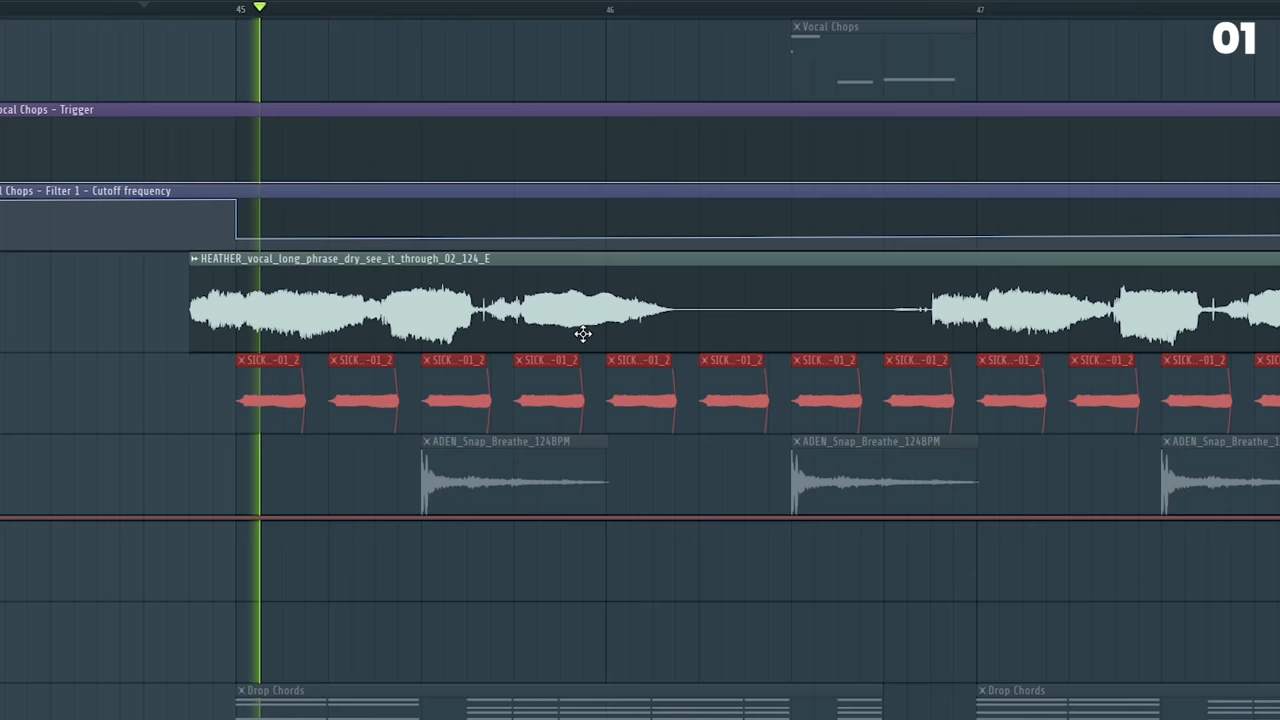 45
46
47
01
Vocal Chops
ocal Chops - Trigger
l Chops - Filter 1 - Cutoff frequency
HEATHER_vocal_long_phrase_dry_see_it_through_02_124_E
SICK..-01_2 SICK..-01_2 SICK..-01_2 SICK..-01_2 SICK..-01_2 SICK..-01_2 SICK..-01_2 SICK..-01_2 SICK..-01_2 SICK..-01_2 SICK..-01_2 SIC
ADEN_Snap_Breathe_124BPM ADEN_Snap_Breathe_124BPM ADEN_Snap_Breathe_1
Drop Chords Drop Chords